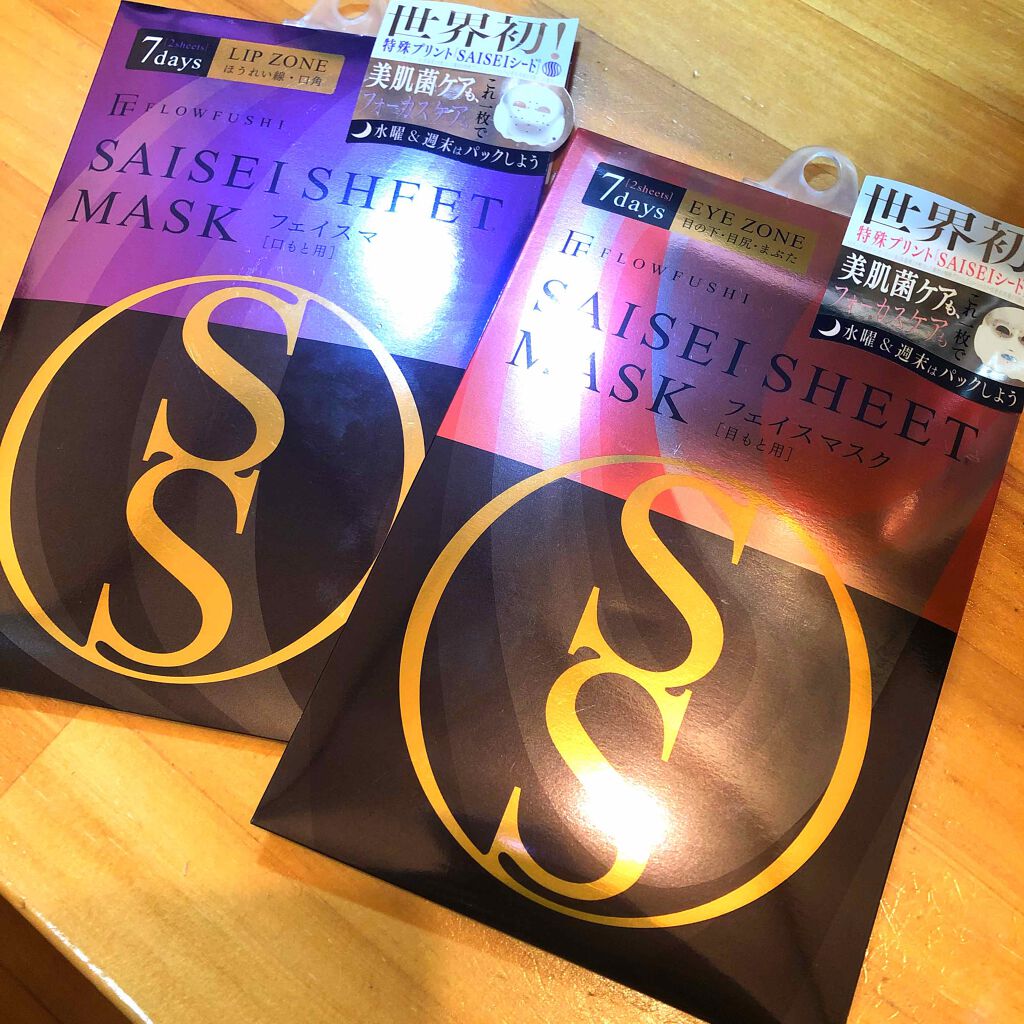 7days
[2sheets]
LIP ZONE
ほうれい線・口角
FLOWFUSHI
SAISEI SHEET
MASK
フェイスマ
[口もと用]
SS
世界初!
特殊プリント「SAISEIシート」
美肌菌ケアも、
フォーカスケアも
これ一枚で
水曜&週末はパックしよう
7days
[2sheets]
EYE ZONE
目の下・目尻・まぶた
FLOWFUSHI
SAISEI SHEET
MASK
フェイスマスク
[目もと用]
SS
世界初
特殊プリント「SAISEIシー
美肌菌ケアも、
フォーカスケアも
これ一枚で
水曜&週末はパックしよう